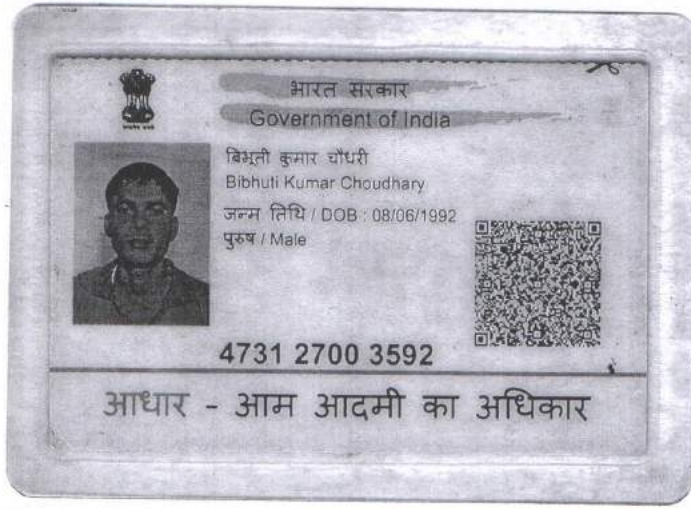 भारत सरकार
Government of India
बिभूती कुमार चौधरी
Bibhuti Kumar Choudhary
जन्म तिथि / DOB : 08/06/1992
पुरुष / Male
4731 2700 3592
आधार - आम आदमी का अधिकार